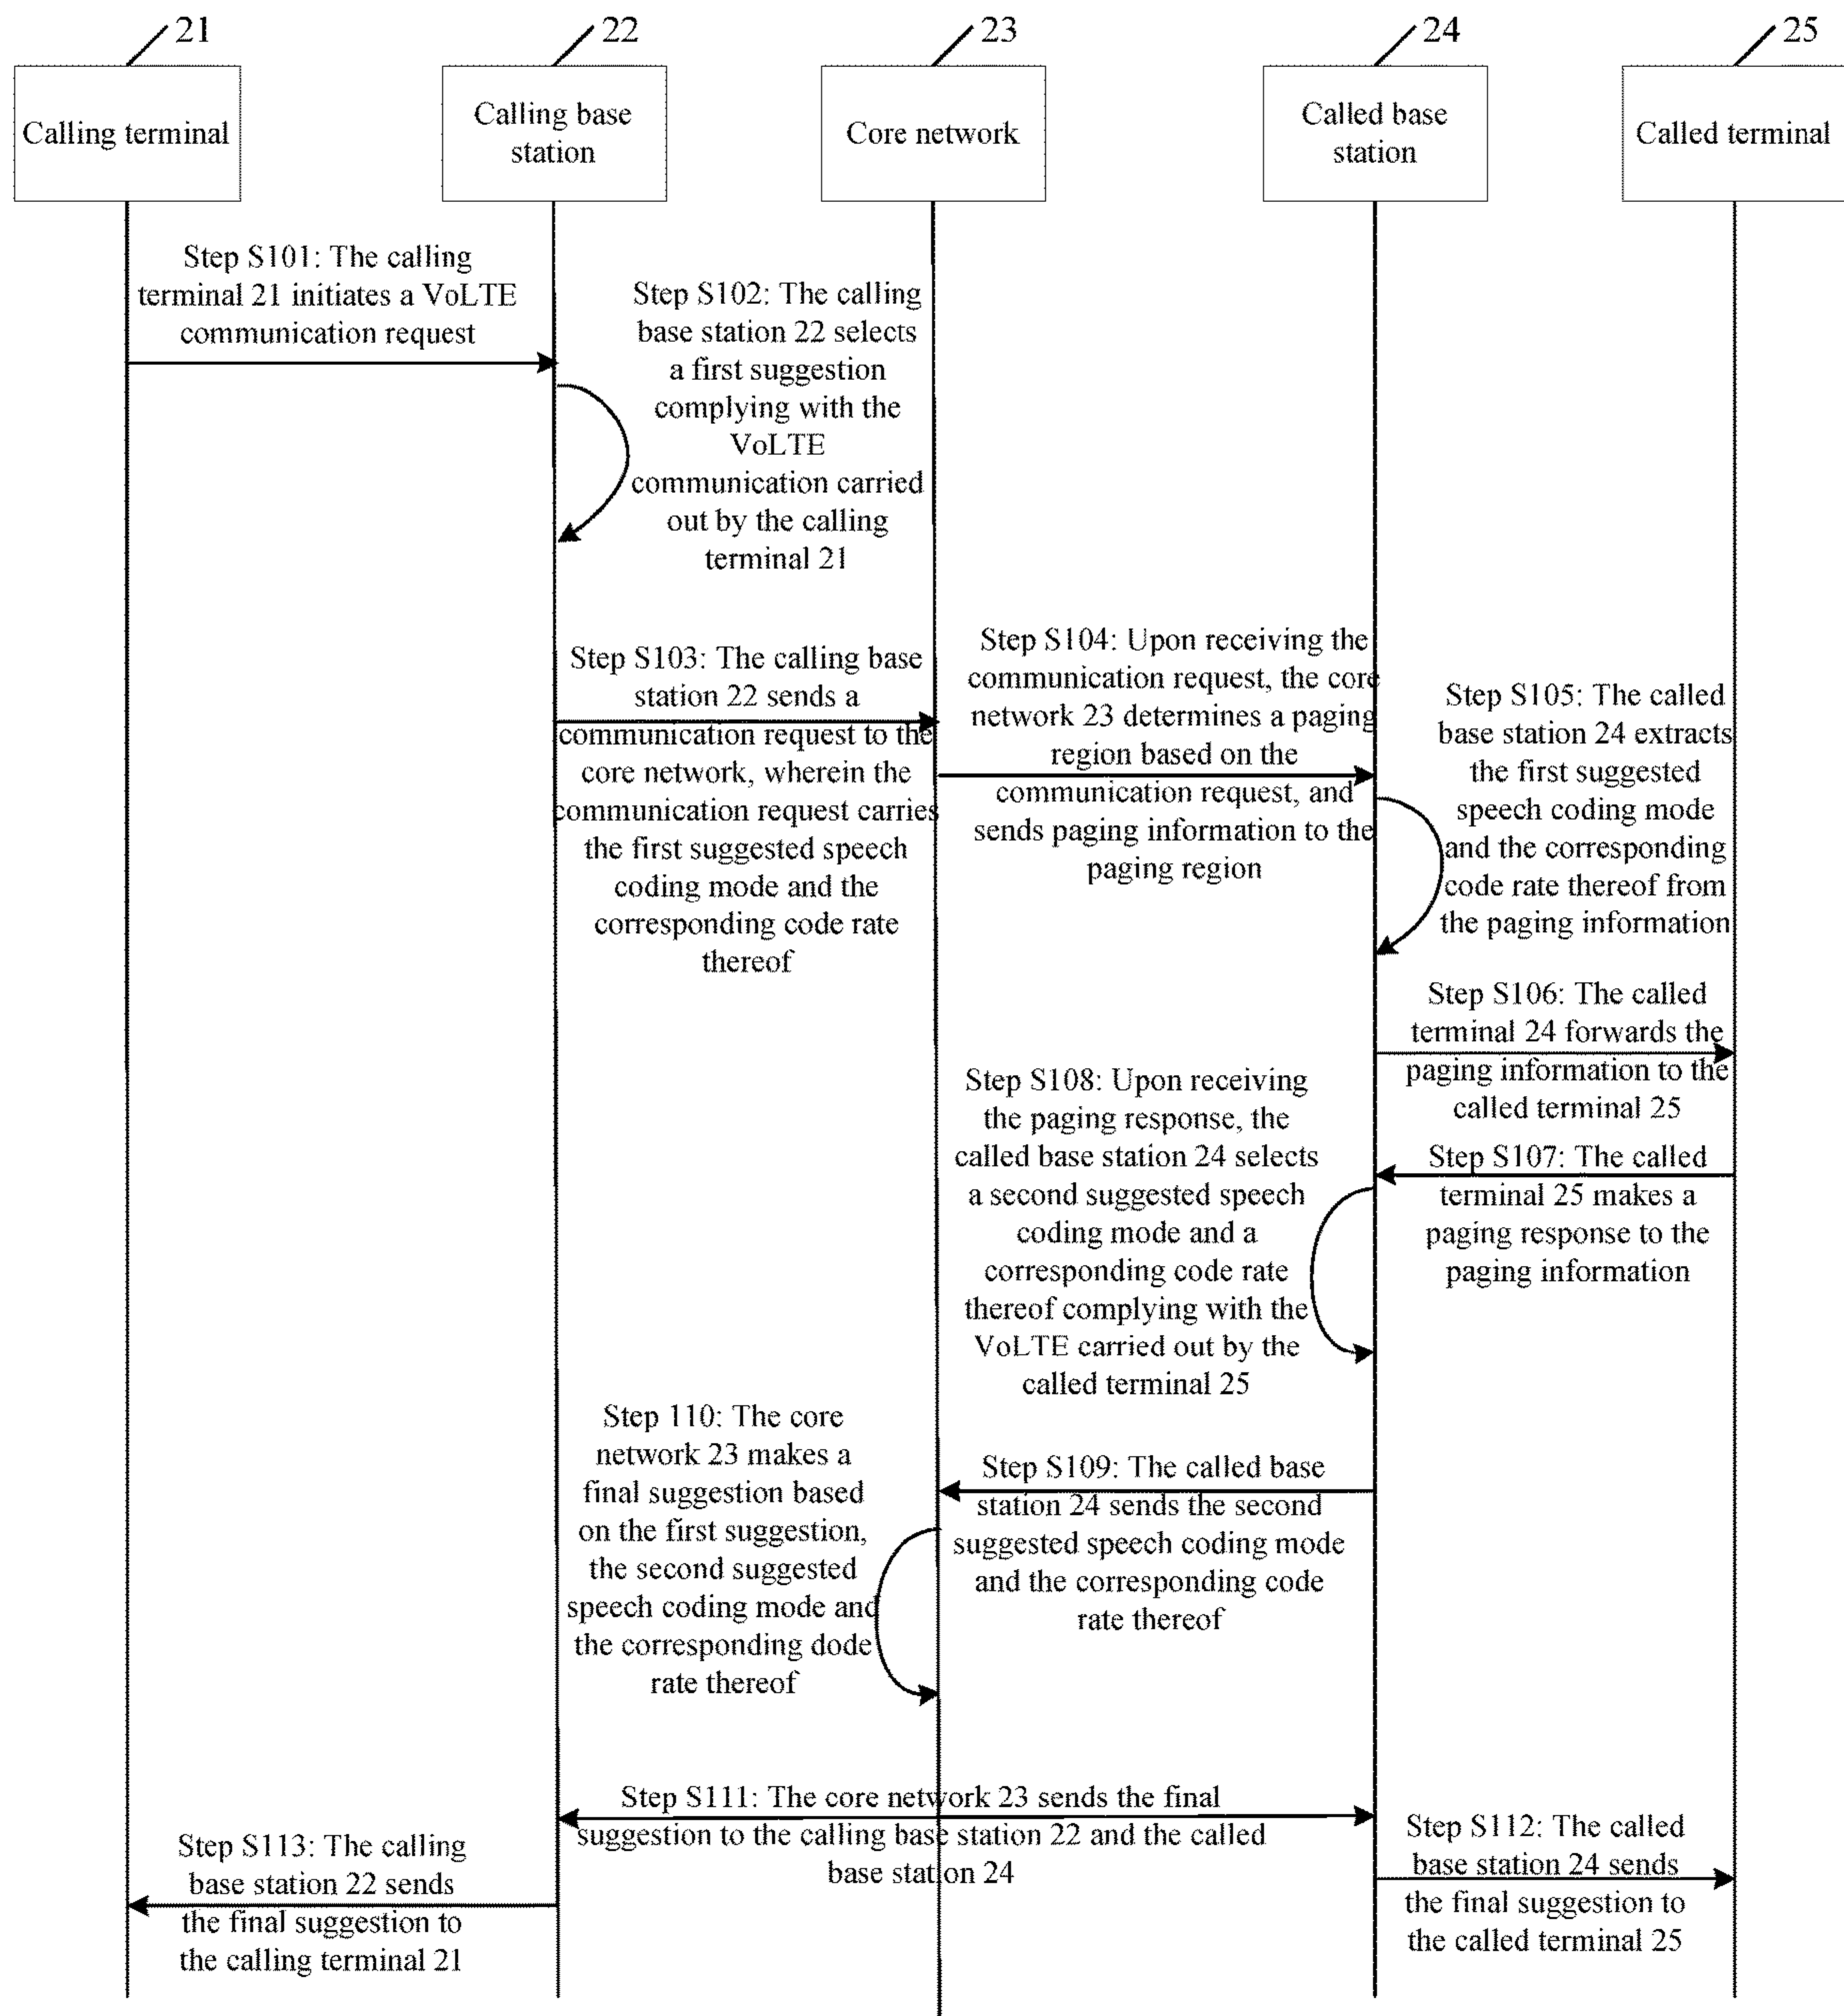 21
22
23
24
25
Calling terminal
Calling base
station
Core network
Called base
station
Called terminal
Step S101: The calling
terminal 21 initiates a VoLTE
communication request
Step S102: The calling
base station 22 selects
a first suggestion
complying with the
VoLTE
communication carried
out by the calling
terminal 21
Step S103: The calling base
station 22 sends a
communication request to the
core network, wherein the
communication request carries
the first suggested speech
coding mode and the
corresponding code rate
thereof
Step S104: Upon receiving the
communication request, the core
network 23 determines a paging
region based on the
communication request, and
sends paging information to the
paging region
Step S105: The called
base station 24 extracts
the first suggested
speech coding mode
and the corresponding
code rate thereof from
the paging information
Step S106: The called
terminal 24 forwards the
paging information to the
called terminal 25
Step S107: The called
terminal 25 makes a
paging response to the
paging information
Step S108: Upon receiving
the paging response, the
called base station 24 selects
a second suggested speech
coding mode and a
corresponding code rate
thereof complying with the
VoLTE carried out by the
called terminal 25
Step S109: The called base
station 24 sends the second
suggested speech coding mode
and the corresponding code
rate thereof
Step 110: The core
network 23 makes a
final suggestion based
on the first suggestion,
the second suggested
speech coding mode and
the corresponding dode
rate thereof
Step S111: The core network 23 sends the final
suggestion to the calling base station 22 and the called
base station 24
Step S112: The called
base station 24 sends
the final suggestion to
the called terminal 25
Step S113: The calling
base station 22 sends
the final suggestion to
the calling terminal 21